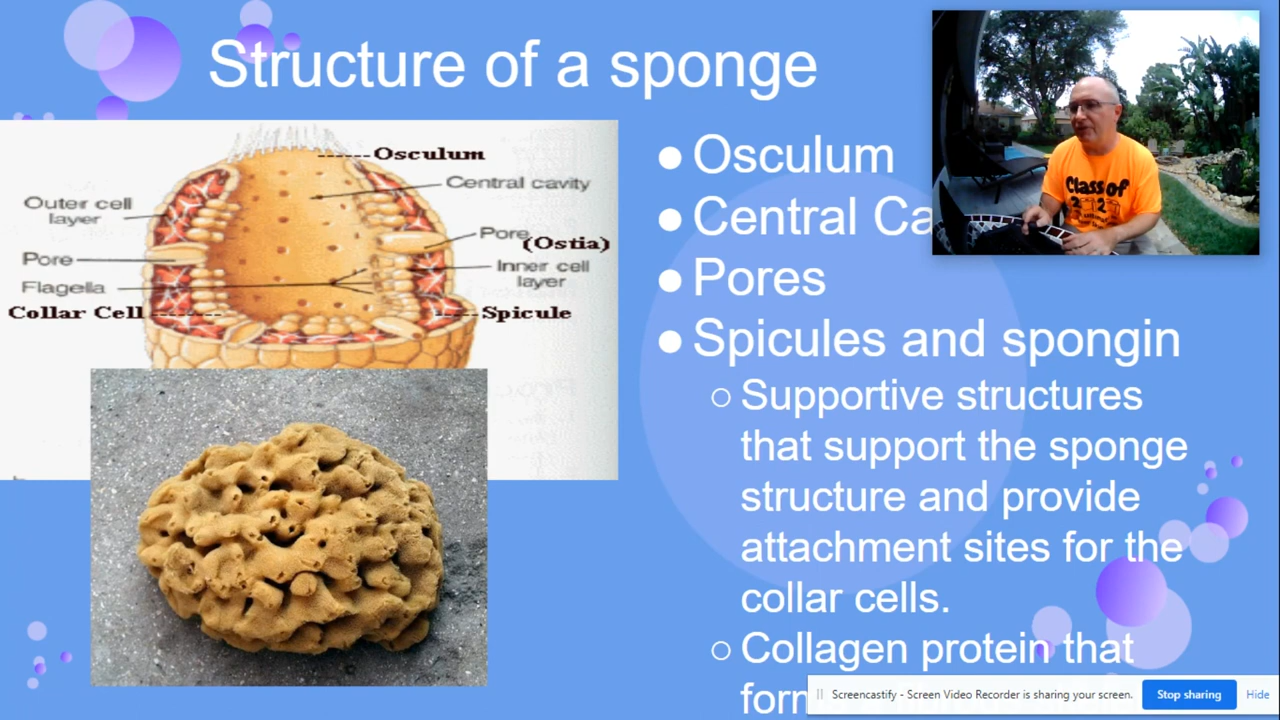 Structure of a sponge
Osculum
Central cavity
Outer cell
layer
Pore
(Ostia)
Pore
Inner cell
layer
Flagella
Collar Cell
Spicule
● Osculum
● Central Ca
● Pores
● Spicules and spongin
○ Supportive structures
that support the sponge
structure and provide
attachment sites for the
collar cells.
○ Collagen protein that
Class of
Screencastify - Screen Video Recorder is sharing your screen.
Stop sharing
Hide